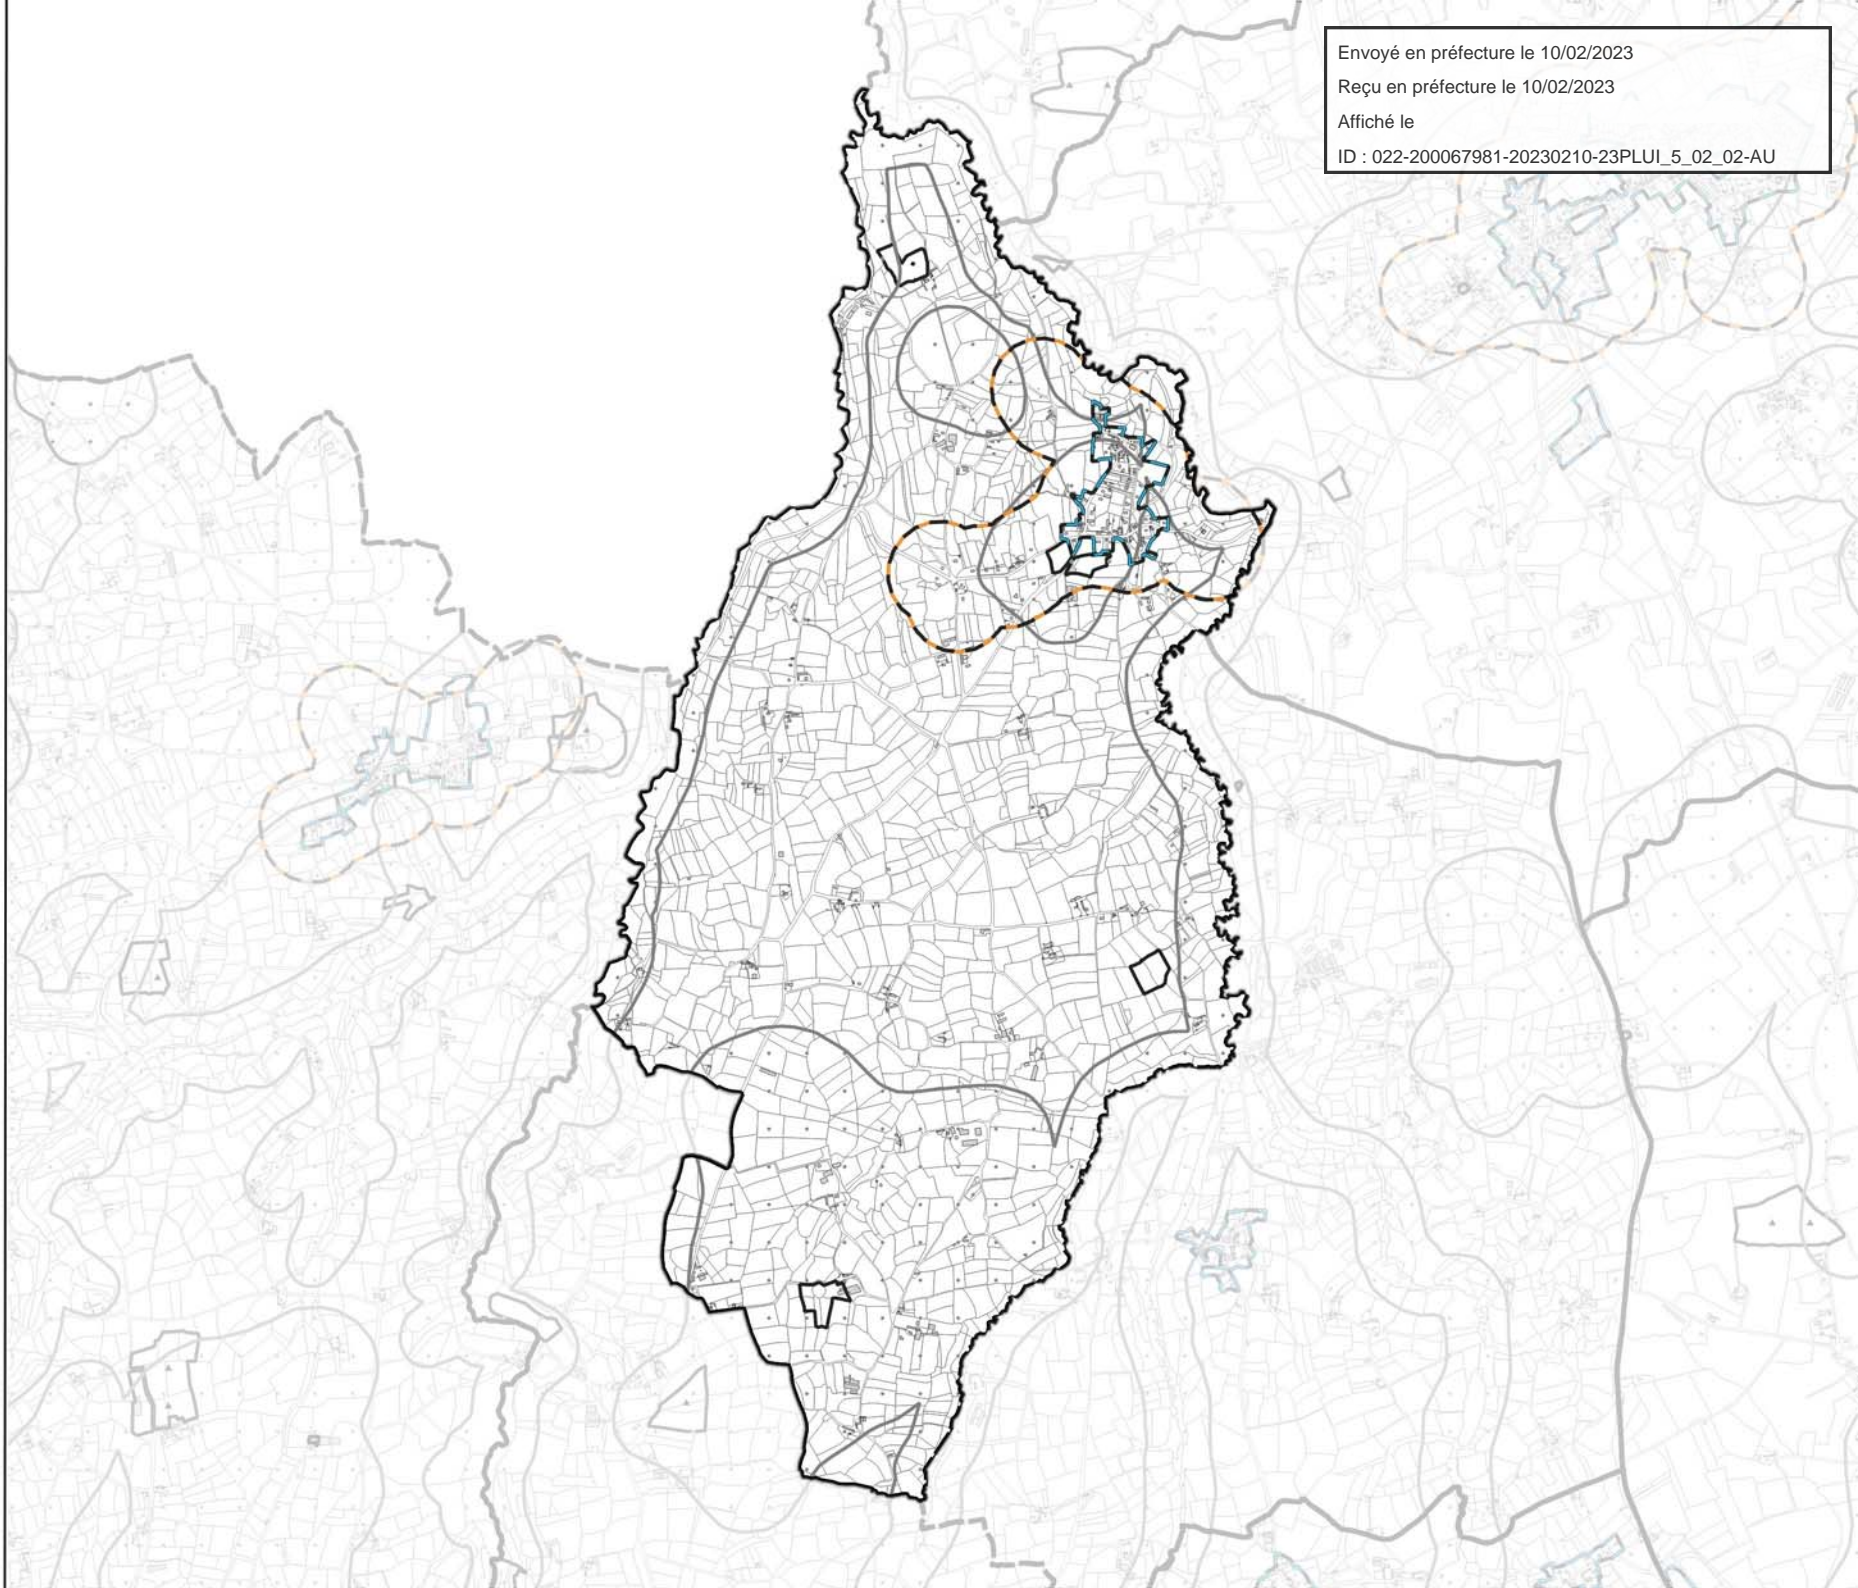 Envoyé en préfecture le 10/02/2023
Reçu en préfecture le 10/02/2023
Affiché le
ID : 022-200067981-20230210-23PLUI_5_02_02-AU